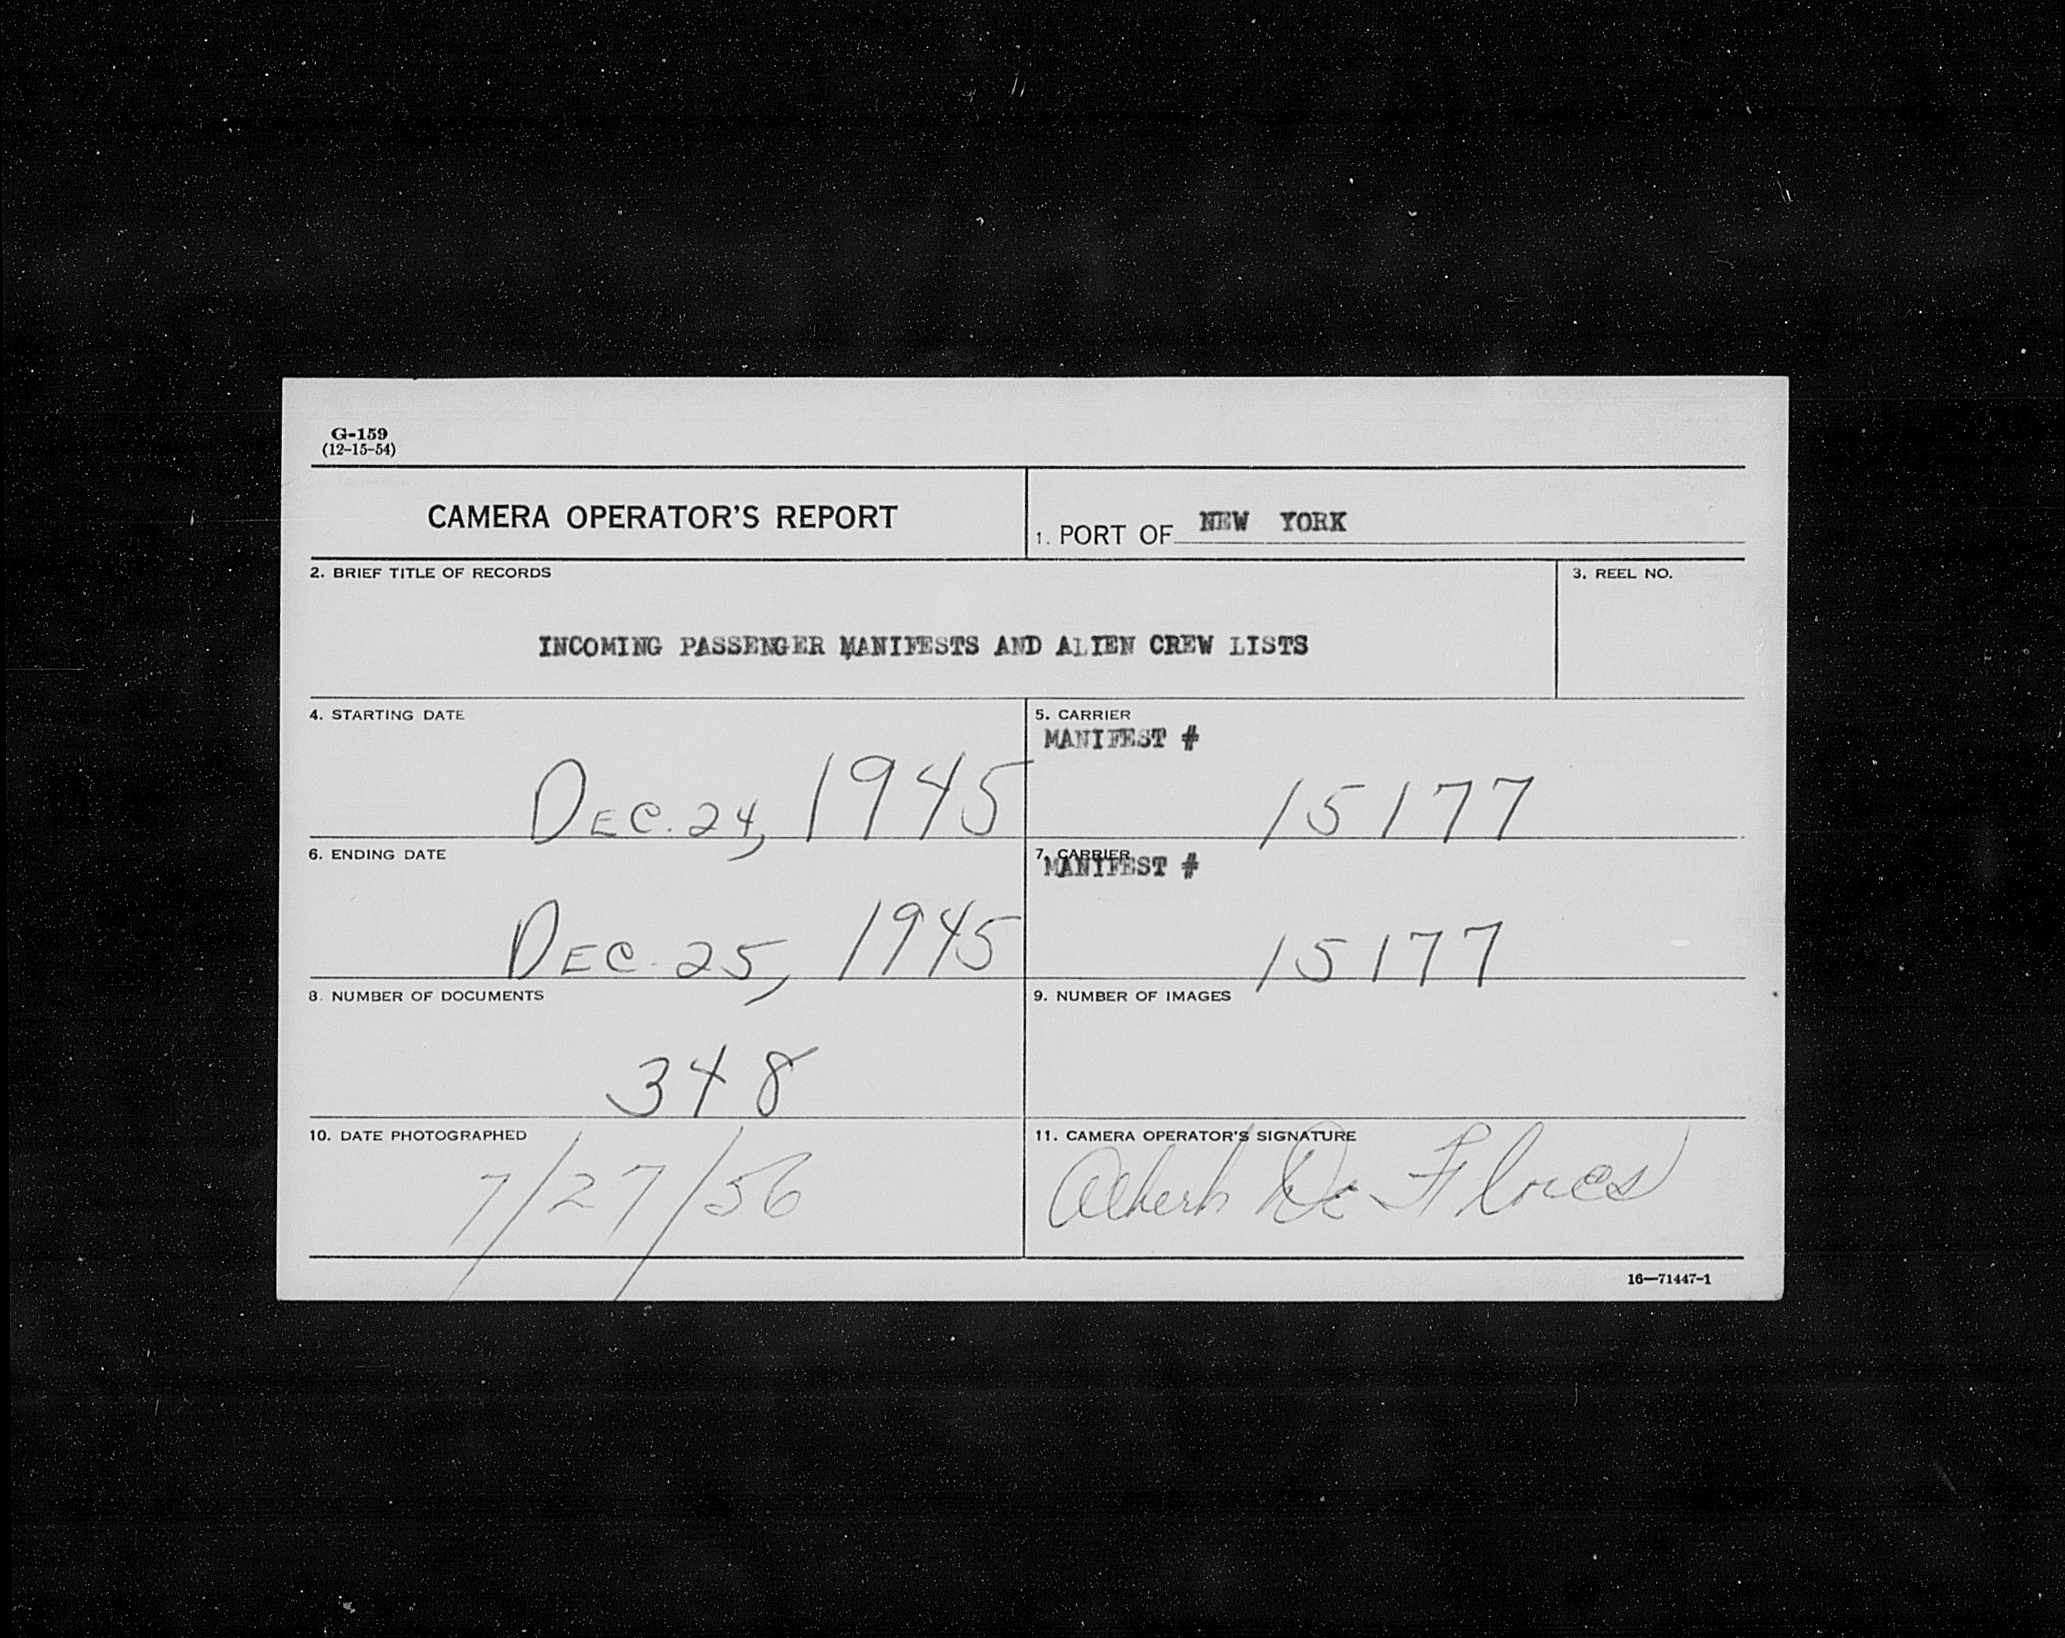 G-159
(12-15-54)
CAMERA OPERATOR'S REPORT
1. PORT OF NEW YORK
2. BRIEF TITLE OF RECORDS
3. REEL NO.
INCOMING PASSENGER MANIFESTS AND ALIEN CREW LISTS
4. STARTING DATE
5. CARRIER
MANIFEST #
DEC. 24, 1945
15177
6. ENDING DATE
7. CARRIER
MANIFEST #
DEC. 25, 1945
15177
8. NUMBER OF DOCUMENTS
9. NUMBER OF IMAGES
348
10. DATE PHOTOGRAPHED
11. CAMERA OPERATOR'S SIGNATURE
7/27/56
Albert De Flores
16—71447-1